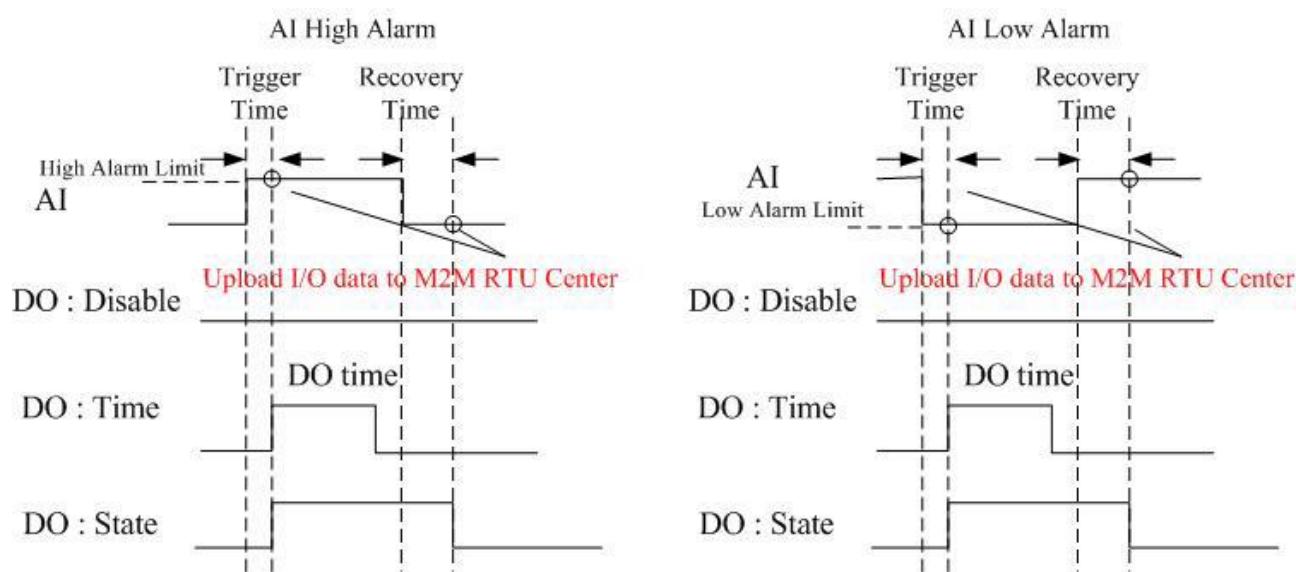 AI High Alarm
Trigger
Time
Recovery
Time
High Alarm Limit
AI
Upload I/O data to M2M RTU Center
DO : Disable
DO time
DO : Time
DO : State
AI Low Alarm
Trigger
Time
Recovery
Time
AI
Low Alarm Limit
Upload I/O data to M2M RTU Center
DO : Disable
DO time
DO : Time
DO : State